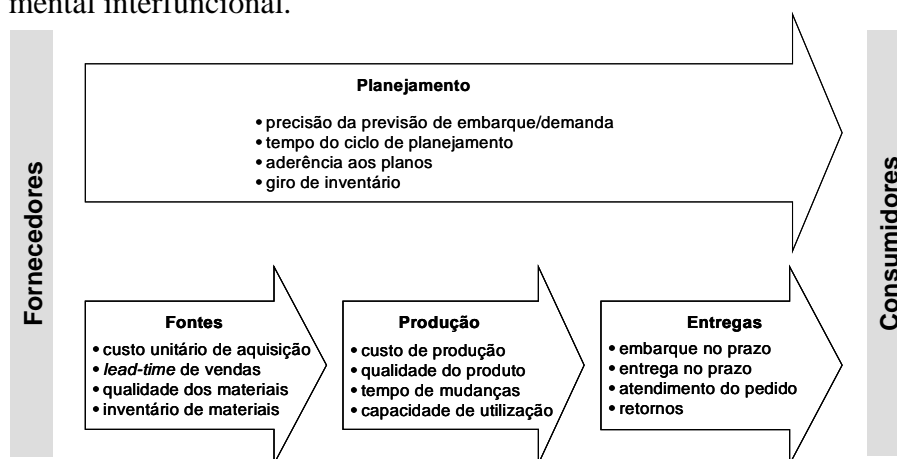 mental interfuncional.
Fornecedores
Planejamento
• precisão da previsão de embarque/demanda
• tempo do ciclo de planejamento
• aderência aos planos
• giro de inventário
Fontes
• custo unitário de aquisição
• lead-time de vendas
• qualidade dos materiais
• inventário de materiais
Produção
• custo de produção
• qualidade do produto
• tempo de mudanças
• capacidade de utilização
Entregas
• embarque no prazo
• entrega no prazo
• atendimento do pedido
• retornos
Consumidores